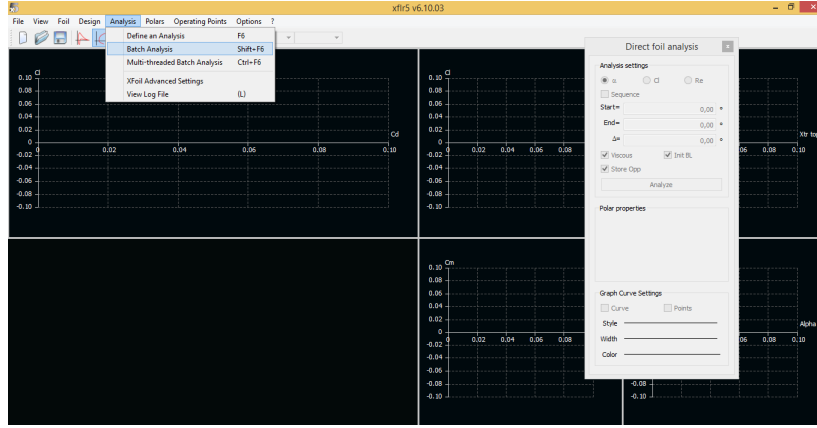 xflr5 v6.10.03
File View Foil Design Analysis Polars Operating Points Options ?
Define an Analysis F6
Batch Analysis Shift+F6
Multi-threaded Batch Analysis Ctrl+F6
XFoil Advanced Settings
View Log File (L)
Direct foil analysis
Analysis settings
α Cl Re
Sequence
Start= 0,00 °
End= 0,00 °
Δ= 0,00 °
Viscous Init BL
Store Opp
Analyze
Polar properties
Graph Curve Settings
Curve Points
Style
Width
Color
Cl
0.10
0.08
0.06
0.04
0.02
0
-0.02
-0.04
-0.06
-0.08
-0.10
0 0.02 0.04 0.06 0.08 0.10
Cd
Cl
0.10
0.08
0.06
0.04
0.02
0
-0.02
-0.04
-0.06
-0.08
-0.10
0 0.02 0.04 0.06 0.08
06 0.08 0.10
Xtr top
Cm
0.10
0.08
0.06
0.04
0.02
0
-0.02
-0.04
-0.06
-0.08
-0.10
0 0.02 0.04 0.06 0.08
06 0.08 0.10
Alpha
-0.08
-0.10